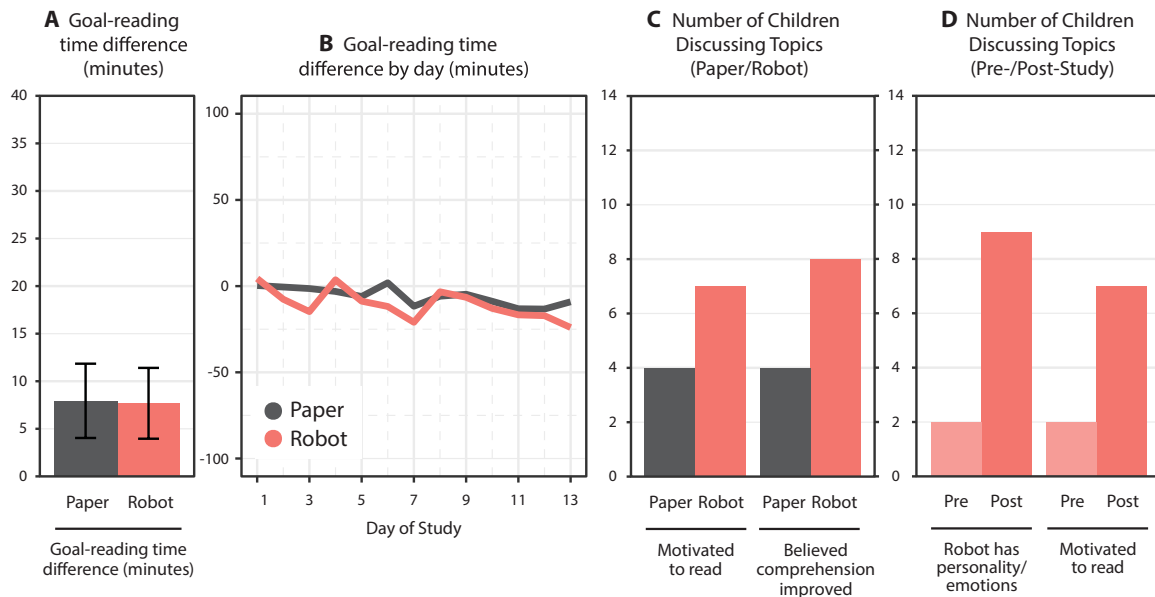 A Goal-reading
time difference
(minutes)
40
35
30
25
20
15
10
5
0
Paper Robot
Goal-reading time
difference (minutes)
B Goal-reading time
difference by day (minutes)
100
50
0
-50
-100
Paper
Robot
1 3 5 7 9 11 13
Day of Study
C Number of Children
Discussing Topics
(Paper/Robot)
14
12
10
8
6
4
2
0
Paper Robot Paper Robot
Motivated
to read
Believed
comprehension
improved
D Number of Children
Discussing Topics
(Pre-/Post-Study)
14
12
10
8
6
4
2
0
Pre Post Pre Post
Robot has
personality/
emotions
Motivated
to read